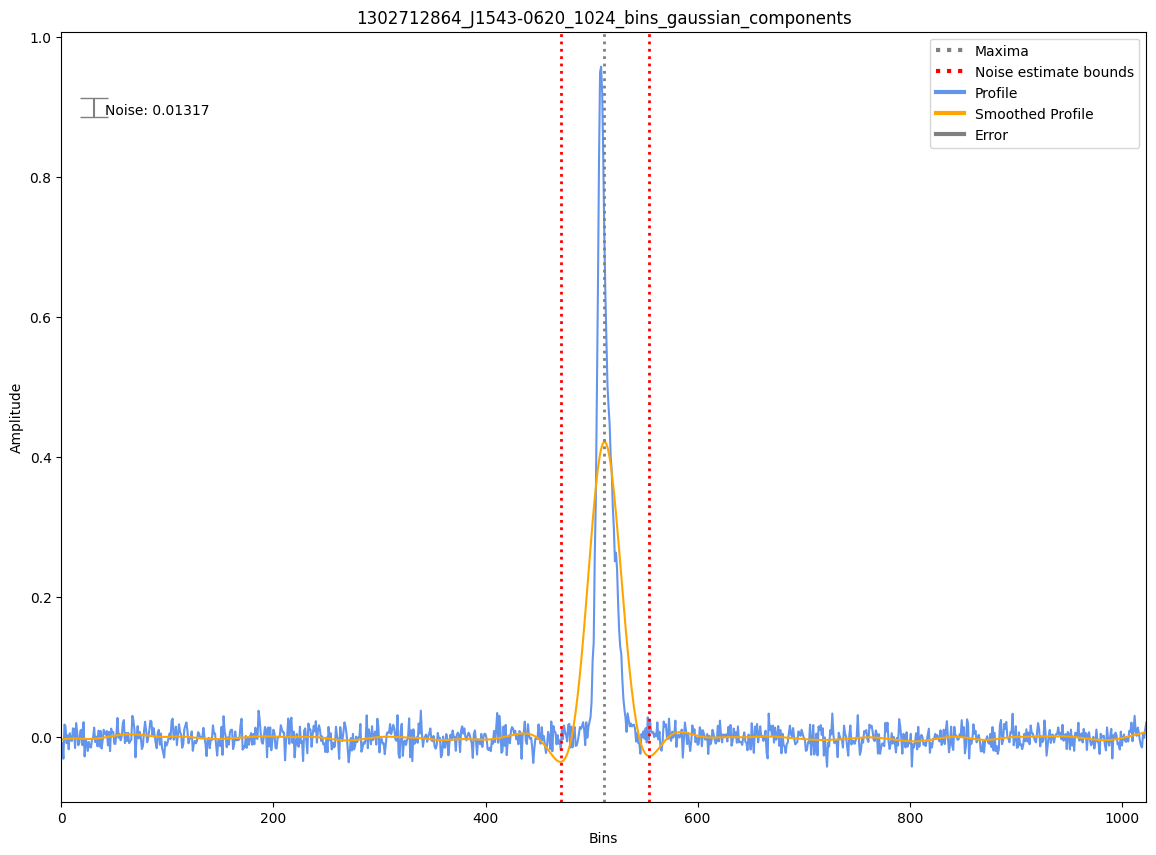 1302712864_J1543-0620_1024_bins_gaussian_components
Maxima
Noise estimate bounds
Profile
Smoothed Profile
Error
Noise: 0.01317
Amplitude
1.0
0.8
0.6
0.4
0.2
0.0
0 200 400 600 800 1000
Bins